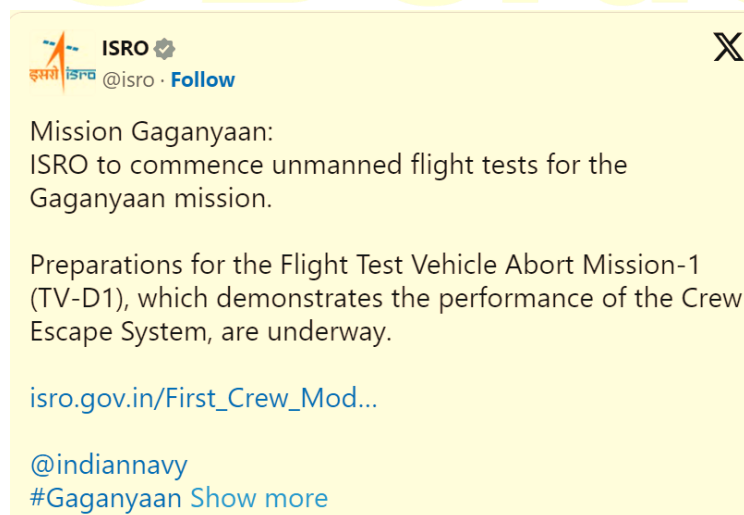 ISRO
इसरो isro
@isro · Follow
Mission Gaganyaan:
ISRO to commence unmanned flight tests for the
Gaganyaan mission.
Preparations for the Flight Test Vehicle Abort Mission-1
(TV-D1), which demonstrates the performance of the Crew
Escape System, are underway.
isro.gov.in/First_Crew_Mod...
@indiannavy
#Gaganyaan Show more